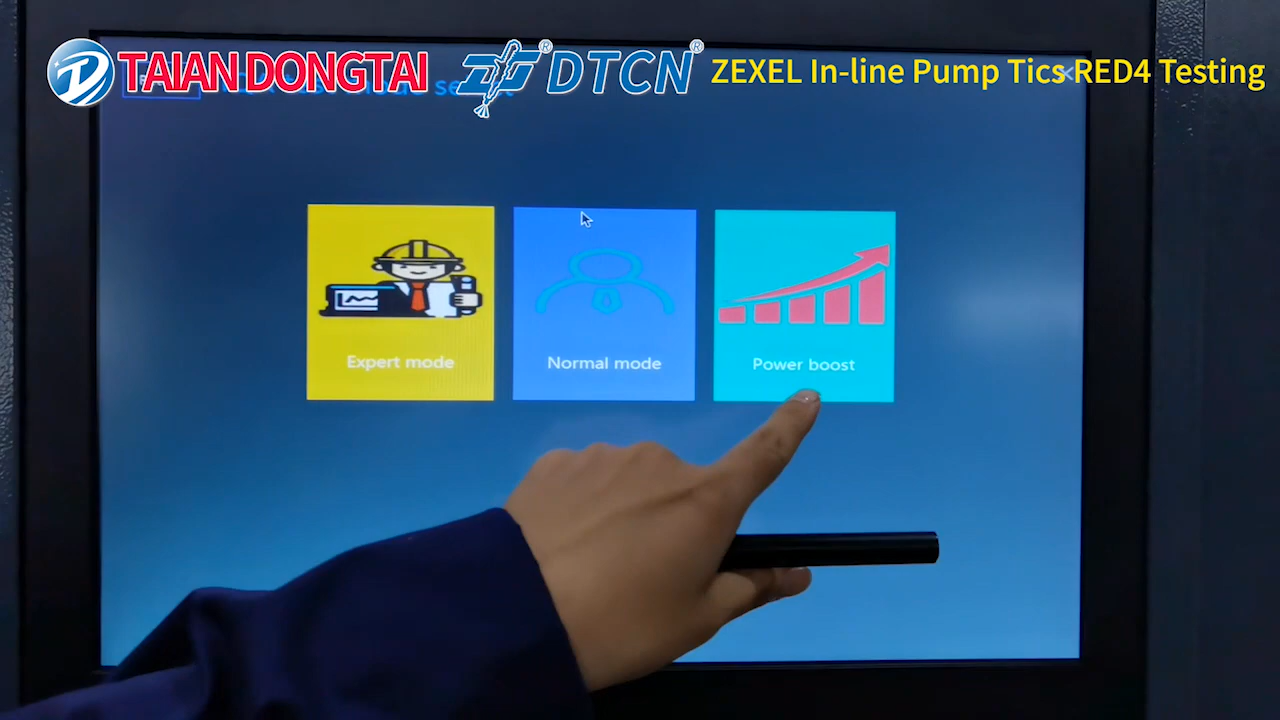 TAIAN DONGTAI DTCN® ZEXEL In-line Pump Tics RED4 Testing
Expert mode
Normal mode
Power boost